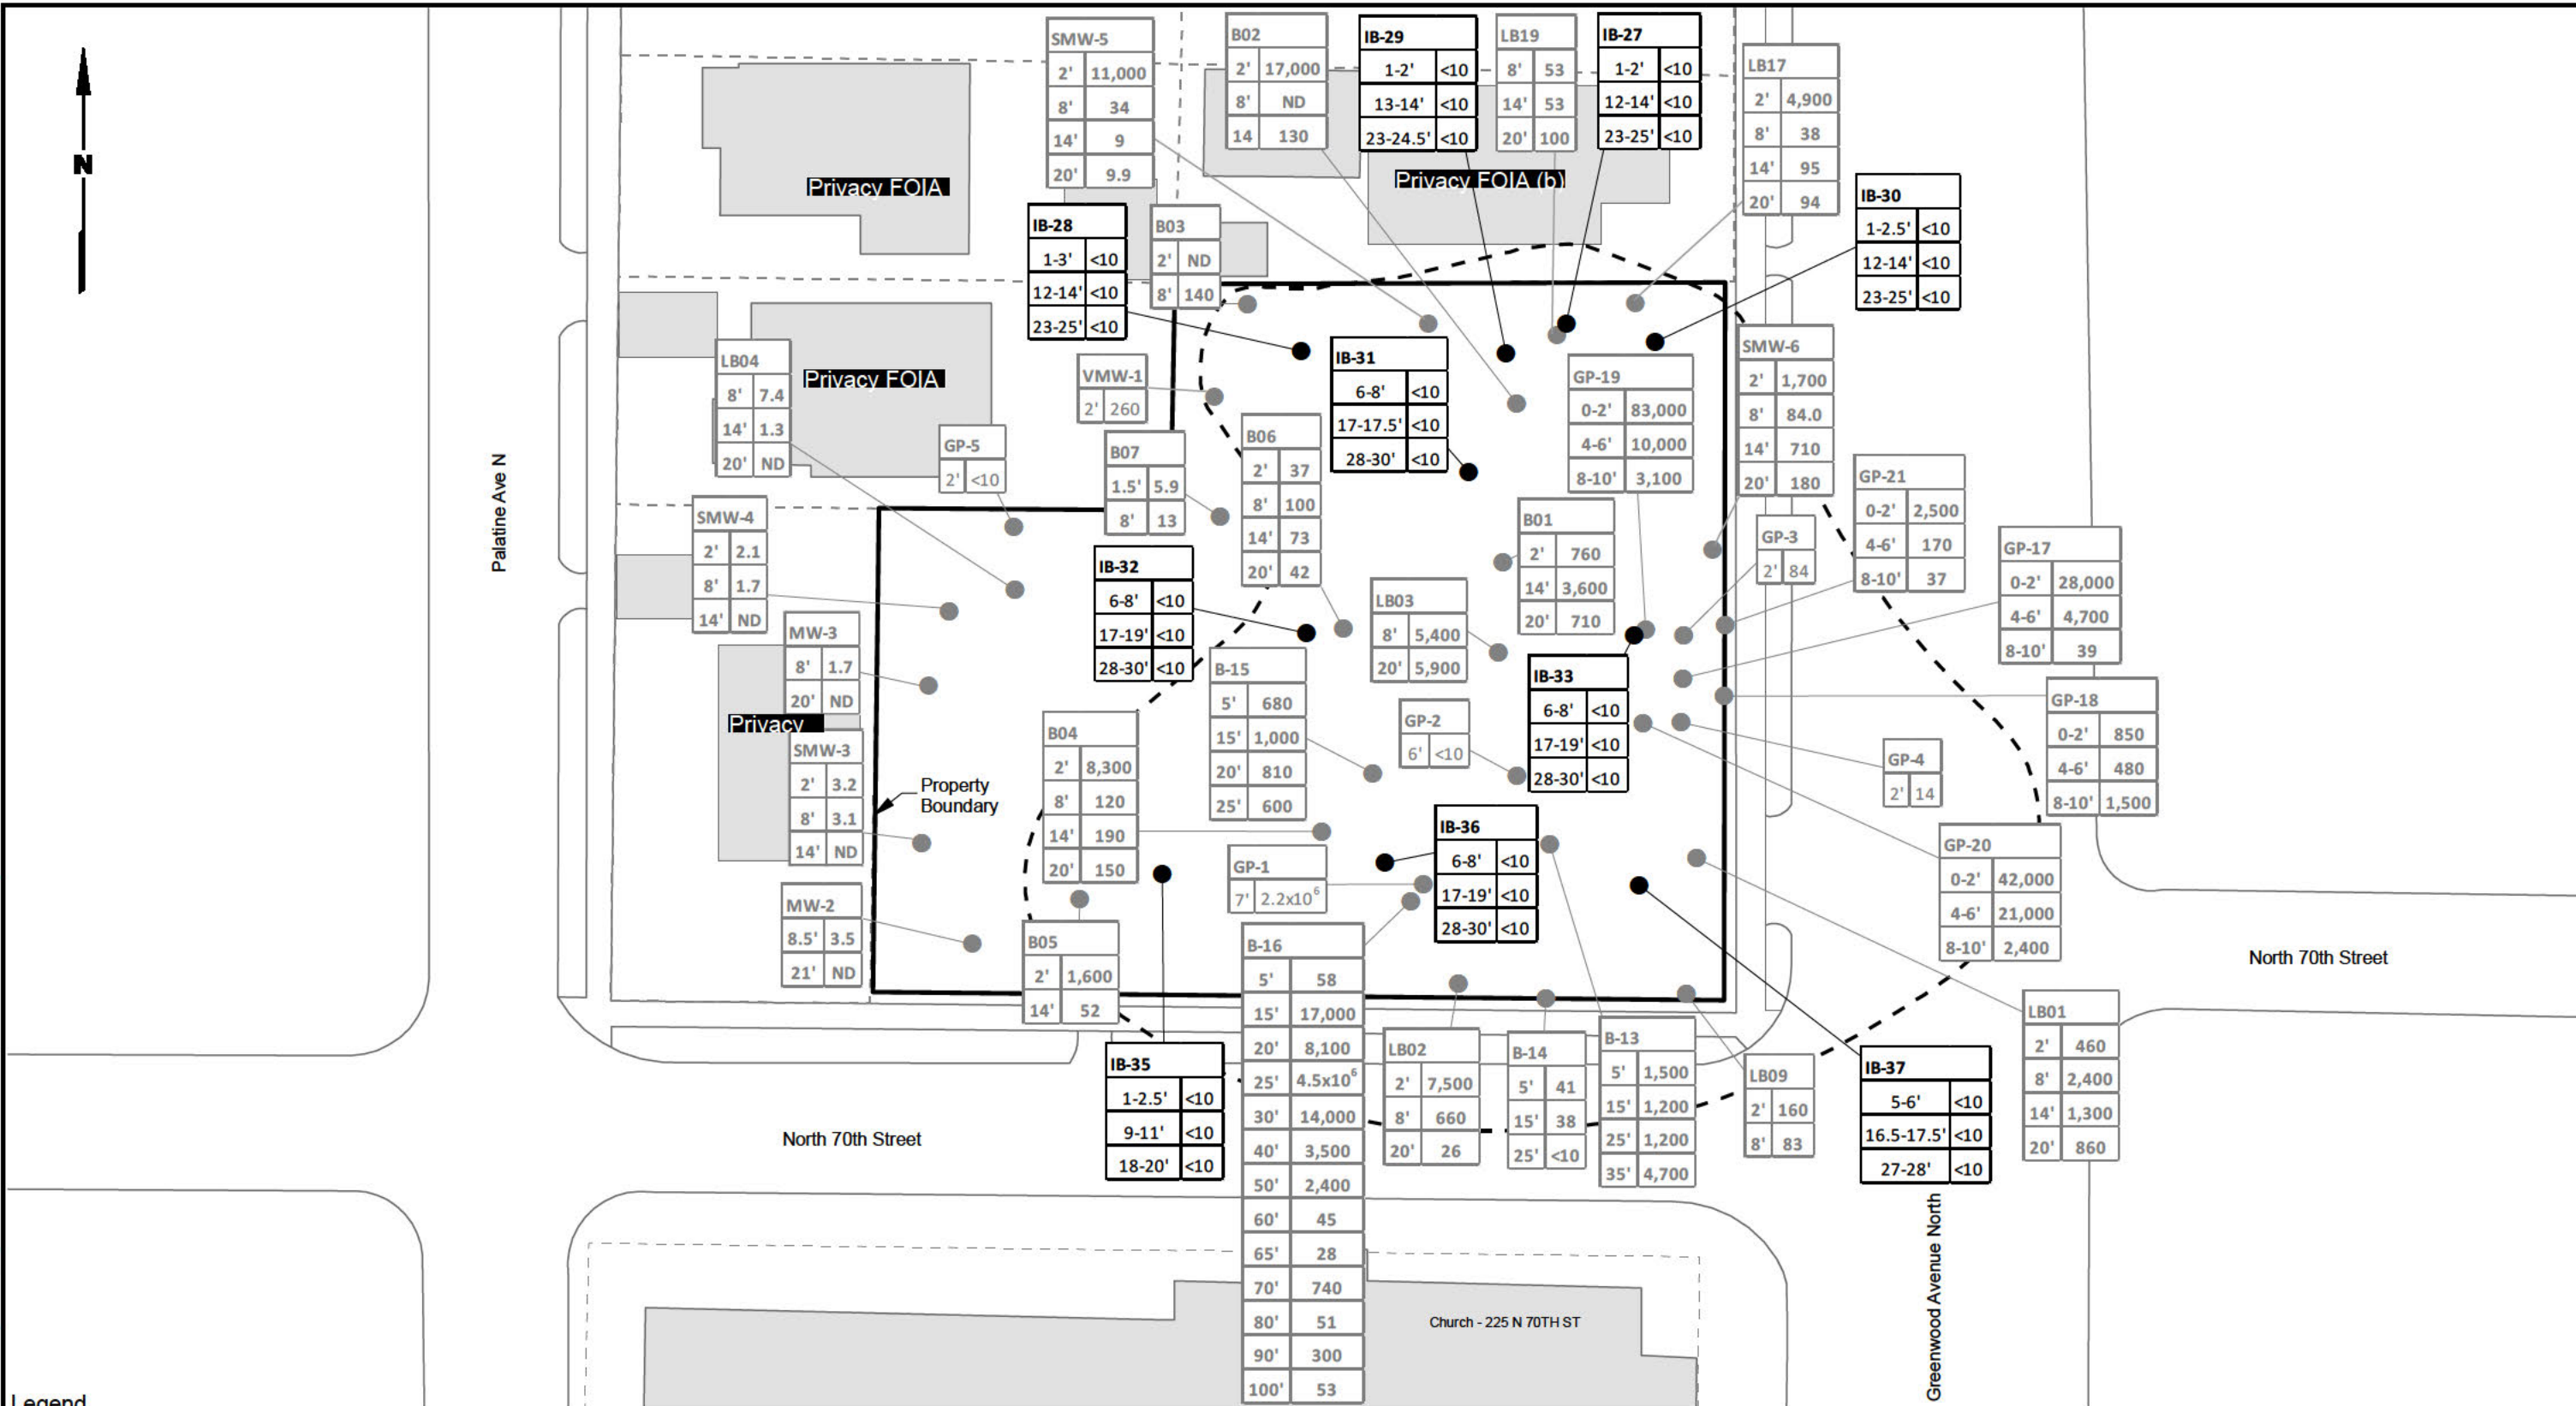 N
Palatine Ave N
Privacy FOIA
Privacy FOIA (b)
Privacy FOIA
Privacy
SMW-5
2' 11,000
8' 34
14' 9
20' 9.9
B02
2' 17,000
8' ND
14 130
IB-29
1-2' <10
13-14' <10
23-24.5' <10
LB19
8' 53
14' 53
20' 100
IB-27
1-2' <10
12-14' <10
23-25' <10
LB17
2' 4,900
8' 38
14' 95
20' 94
IB-30
1-2.5' <10
12-14' <10
23-25' <10
IB-28
1-3' <10
12-14' <10
23-25' <10
B03
2' ND
8' 140
LB04
8' 7.4
14' 1.3
20' ND
VMW-1
2' 260
IB-31
6-8' <10
17-17.5' <10
28-30' <10
GP-19
0-2' 83,000
4-6' 10,000
8-10' 3,100
SMW-6
2' 1,700
8' 84.0
14' 710
20' 180
GP-5
2' <10
B07
1.5' 5.9
8' 13
B06
2' 37
8' 100
14' 73
20' 42
GP-21
0-2' 2,500
4-6' 170
8-10' 37
SMW-4
2' 2.1
8' 1.7
14' ND
B01
2' 760
14' 3,600
20' 710
GP-3
2' 84
GP-17
0-2' 28,000
4-6' 4,700
8-10' 39
IB-32
6-8' <10
17-19' <10
28-30' <10
LB03
8' 5,400
20' 5,900
MW-3
8' 1.7
20' ND
B-15
5' 680
15' 1,000
20' 810
25' 600
IB-33
6-8' <10
17-19' <10
28-30' <10
GP-18
0-2' 850
4-6' 480
8-10' 1,500
GP-2
6' <10
SMW-3
2' 3.2
8' 3.1
14' ND
Property
Boundary
B04
2' 8,300
8' 120
14' 190
20' 150
GP-4
2' 14
IB-36
6-8' <10
17-19' <10
28-30' <10
GP-20
0-2' 42,000
4-6' 21,000
8-10' 2,400
GP-1
7' 2.2x10⁶
MW-2
8.5' 3.5
21' ND
B05
2' 1,600
14' 52
B-16
5' 58
15' 17,000
20' 8,100
25' 4.5x10⁶
30' 14,000
40' 3,500
50' 2,400
60' 45
65' 28
70' 740
80' 51
90' 300
100' 53
North 70th Street
LB01
2' 460
8' 2,400
14' 1,300
20' 860
IB-35
1-2.5' <10
9-11' <10
18-20' <10
LB02
2' 7,500
8' 660
20' 26
B-14
5' 41
15' 38
25' <10
B-13
5' 1,500
15' 1,200
25' 1,200
35' 4,700
LB09
2' 160
8' 83
IB-37
5-6' <10
16.5-17.5' <10
27-28' <10
North 70th Street
Greenwood Avenue North
Church - 225 N 70TH ST
Legend